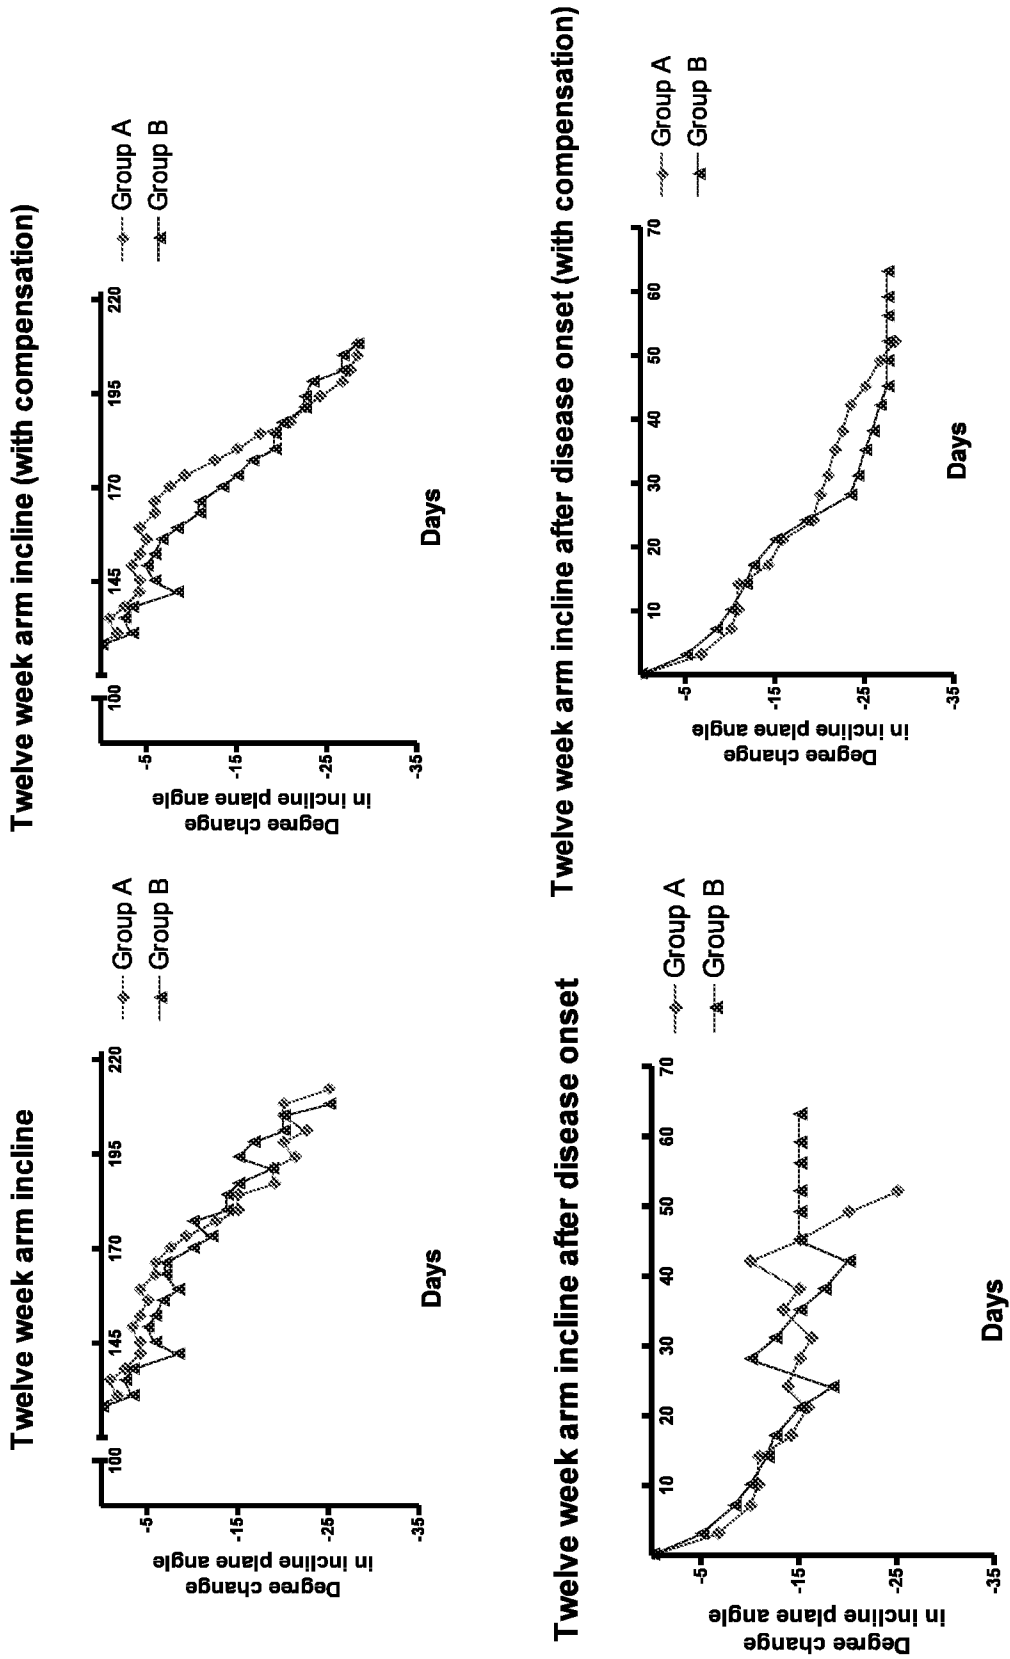 Twelve week arm incline
Group A
Group B
100
145
170
195
220
-5
-15
-25
-35
Degree change
in incline plane angle
Days
Twelve week arm incline (with compensation)
Group A
Group B
100
145
170
195
220
-5
-15
-25
-35
Degree change
in incline plane angle
Days
Twelve week arm incline after disease onset
Group A
Group B
10
20
30
40
50
60
70
-5
-15
-25
-35
Degree change
in incline plane angle
Days
Twelve week arm incline after disease onset (with compensation)
Group A
Group B
10
20
30
40
50
60
70
-5
-15
-25
-35
Degree change
in incline plane angle
Days